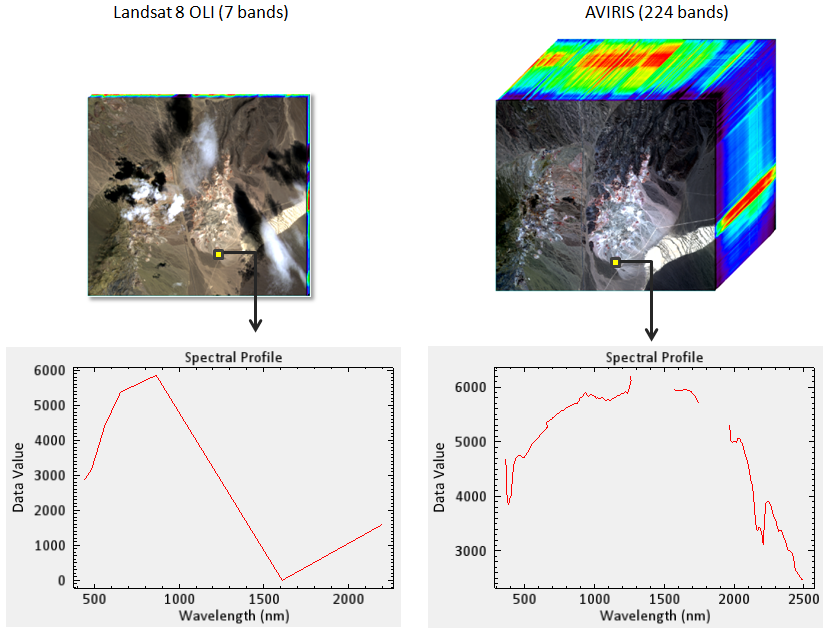 Landsat 8 OLI (7 bands)
AVIRIS (224 bands)
Spectral Profile
6000
5000
4000
3000
2000
1000
0
Data Value
500 1000 1500 2000
Wavelength (nm)
Spectral Profile
6000
5000
4000
3000
Data Value
500 1000 1500 2000 2500
Wavelength (nm)